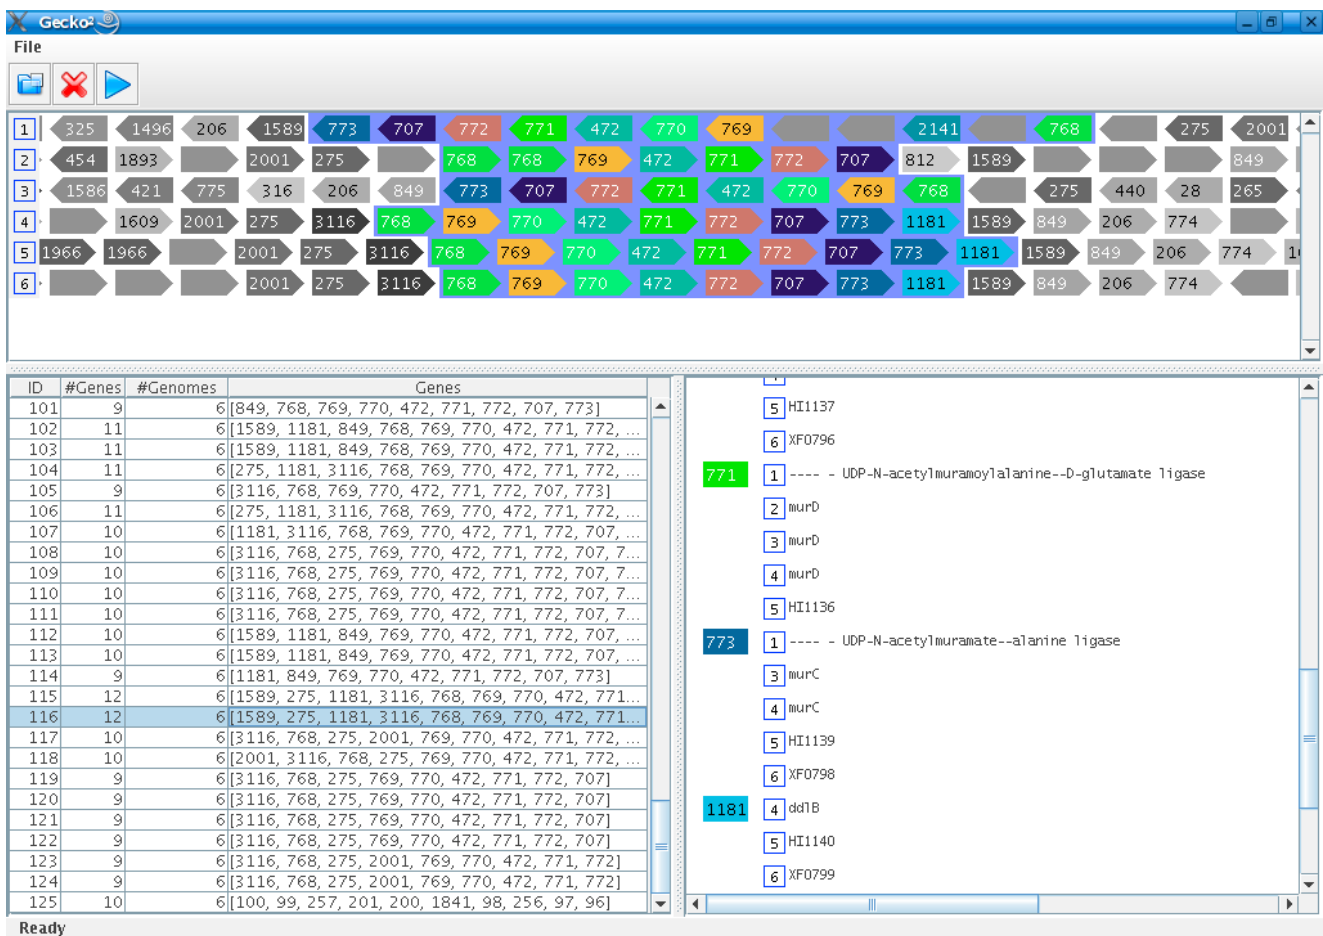 Gecko²
File
1 325 1496 206 1589 773 707 772 771 472 770 769 2141 768 275 2001
2 454 1893 2001 275 768 768 769 472 771 772 707 812 1589 849
3 1586 421 775 316 206 849 773 707 772 771 472 770 769 768 275 440 28 265
4 1609 2001 275 3116 768 769 770 472 771 772 707 773 1181 1589 849 206 774
5 1966 1966 2001 275 3116 768 769 770 472 771 772 707 773 1181 1589 849 206 774
6 2001 275 3116 768 769 770 472 772 707 773 1181 1589 849 206 774
ID #Genes #Genomes Genes
101 9 6 [849, 768, 769, 770, 472, 771, 772, 707, 773]
102 11 6 [1589, 1181, 849, 768, 769, 770, 472, 771, 772, ...
103 11 6 [1589, 1181, 849, 768, 769, 770, 472, 771, 772, ...
104 11 6 [275, 1181, 3116, 768, 769, 770, 472, 771, 772, ...
105 9 6 [3116, 768, 769, 770, 472, 771, 772, 707, 773]
106 11 6 [275, 1181, 3116, 768, 769, 770, 472, 771, 772, ...
107 10 6 [1181, 3116, 768, 769, 770, 472, 771, 772, 707, ...
108 10 6 [3116, 768, 275, 769, 770, 472, 771, 772, 707, 7...
109 10 6 [3116, 768, 275, 769, 770, 472, 771, 772, 707, 7...
110 10 6 [3116, 768, 275, 769, 770, 472, 771, 772, 707, 7...
111 10 6 [3116, 768, 275, 769, 770, 472, 771, 772, 707, 7...
112 10 6 [1589, 1181, 849, 769, 770, 472, 771, 772, 707, ...
113 10 6 [1589, 1181, 849, 769, 770, 472, 771, 772, 707, ...
114 9 6 [1181, 849, 769, 770, 472, 771, 772, 707, 773]
115 12 6 [1589, 275, 1181, 3116, 768, 769, 770, 472, 771...
116 12 6 [1589, 275, 1181, 3116, 768, 769, 770, 472, 771...
117 10 6 [3116, 768, 275, 2001, 769, 770, 472, 771, 772, ...
118 10 6 [2001, 3116, 768, 275, 769, 770, 472, 771, 772, ...
119 9 6 [3116, 768, 275, 769, 770, 472, 771, 772, 707]
120 9 6 [3116, 768, 275, 769, 770, 472, 771, 772, 707]
121 9 6 [3116, 768, 275, 769, 770, 472, 771, 772, 707]
122 9 6 [3116, 768, 275, 769, 770, 472, 771, 772, 707]
123 9 6 [3116, 768, 275, 2001, 769, 770, 472, 771, 772]
124 9 6 [3116, 768, 275, 2001, 769, 770, 472, 771, 772]
125 10 6 [100, 99, 257, 201, 200, 1841, 98, 256, 97, 96]
5 HI1137
6 XF0796
771 1 ---- - UDP-N-acetylmuramoylalanine--D-glutamate ligase
2 murD
3 murD
4 murD
5 HI1136
773 1 ---- - UDP-N-acetylmuramate--alanine ligase
3 murC
4 murC
5 HI1139
6 XF0798
1181 4 ddlB
5 HI1140
6 XF0799
Ready